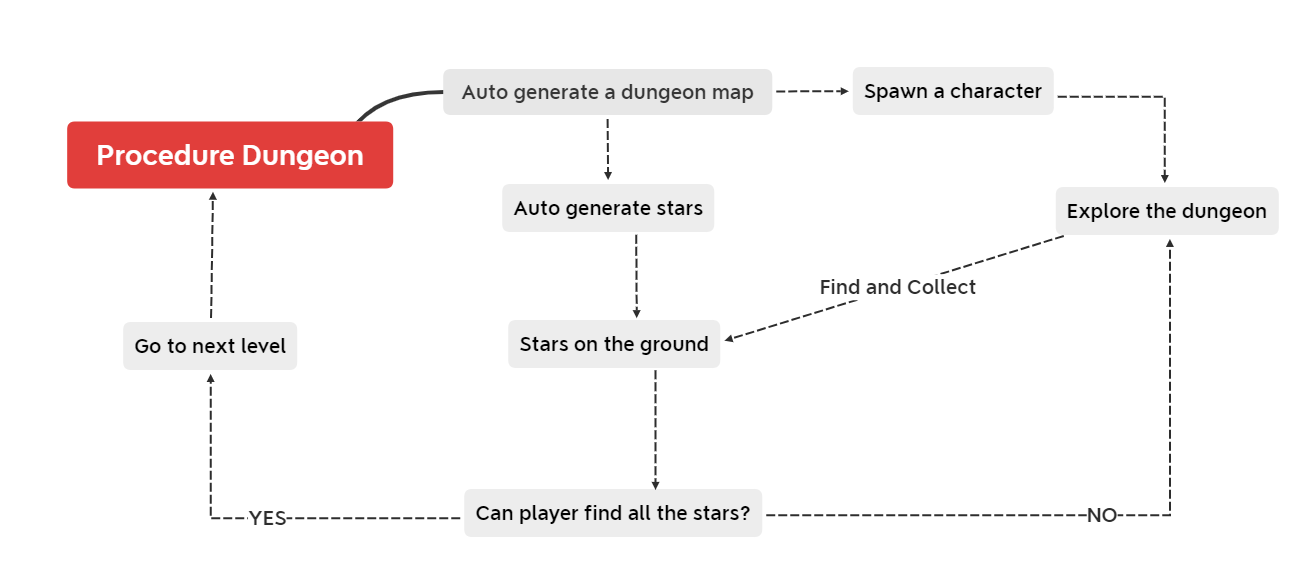 Auto generate a dungeon map
Spawn a character
Procedure Dungeon
Auto generate stars
Explore the dungeon
Find and Collect
Go to next level
Stars on the ground
YES
Can player find all the stars?
NO